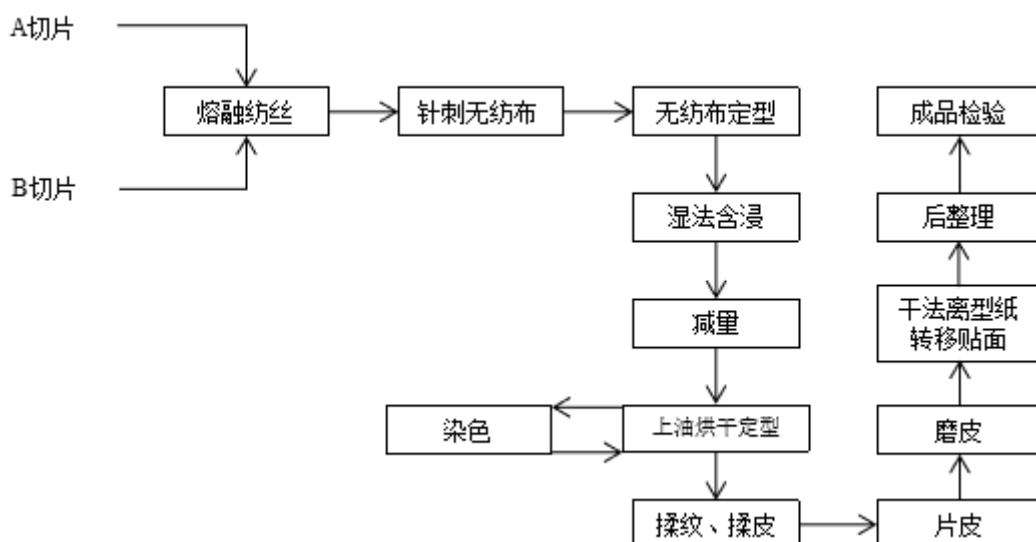 A切片
熔融纺丝
针刺无纺布
无纺布定型
成品检验
B切片
湿法含浸
后整理
减量
干法离型纸
转移贴面
染色
上油烘干定型
磨皮
揉纹、揉皮
片皮